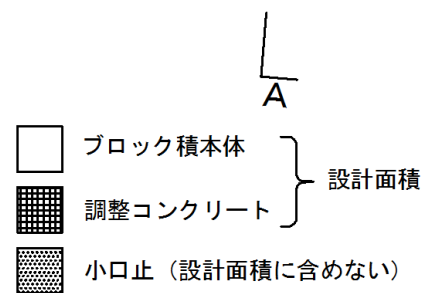 A
ブロック積本体
設計面積
調整コンクリート
小口止（設計面積に含めない）